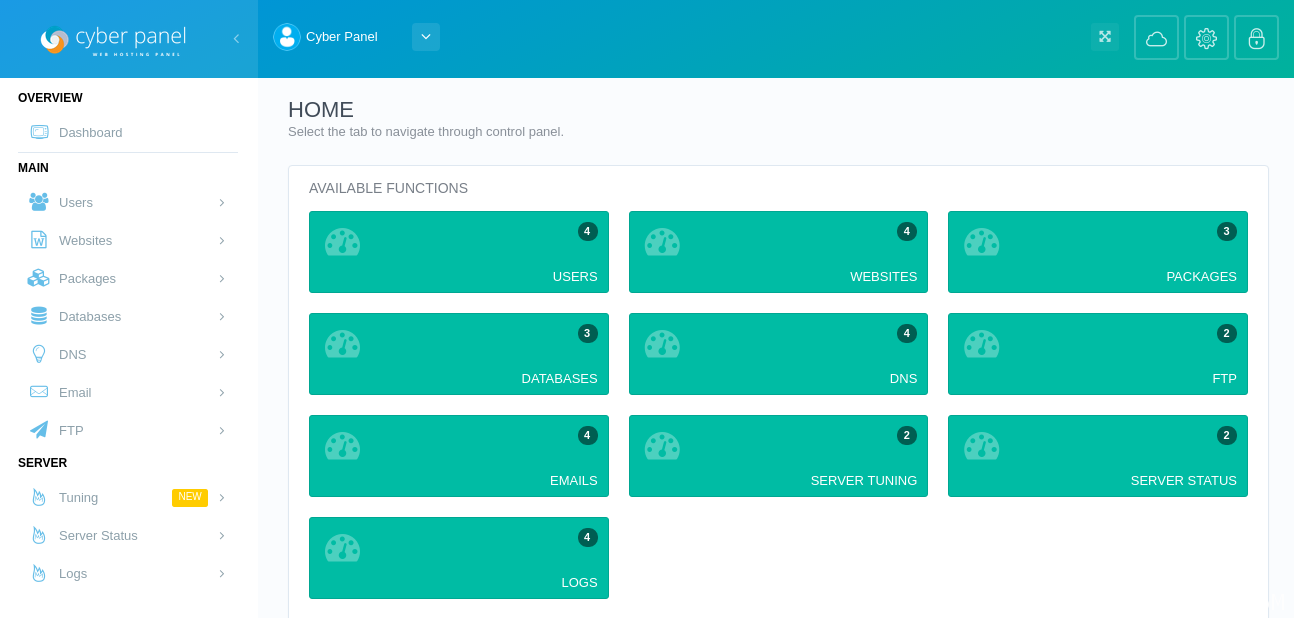 cyber panel
WEB HOSTING PANEL
Cyber Panel
OVERVIEW
Dashboard
MAIN
Users
Websites
Packages
Databases
DNS
Email
FTP
SERVER
Tuning NEW
Server Status
Logs
HOME
Select the tab to navigate through control panel.
AVAILABLE FUNCTIONS
4
USERS
4
WEBSITES
3
PACKAGES
3
DATABASES
4
DNS
2
FTP
4
EMAILS
2
SERVER TUNING
2
SERVER STATUS
4
LOGS